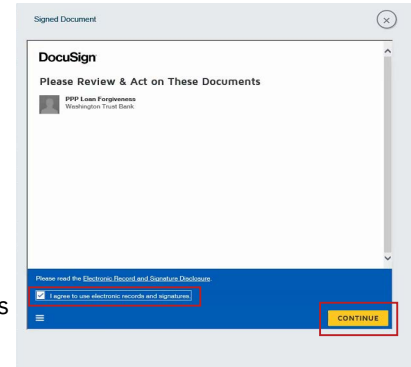 Signed Document
DocuSign
Please Review & Act on These Documents
PPP Loan Forgiveness
Washington Trust Bank
Please read the Electronic Record and Signature Disclosure.
I agree to use electronic records and signatures
s
CONTINUE